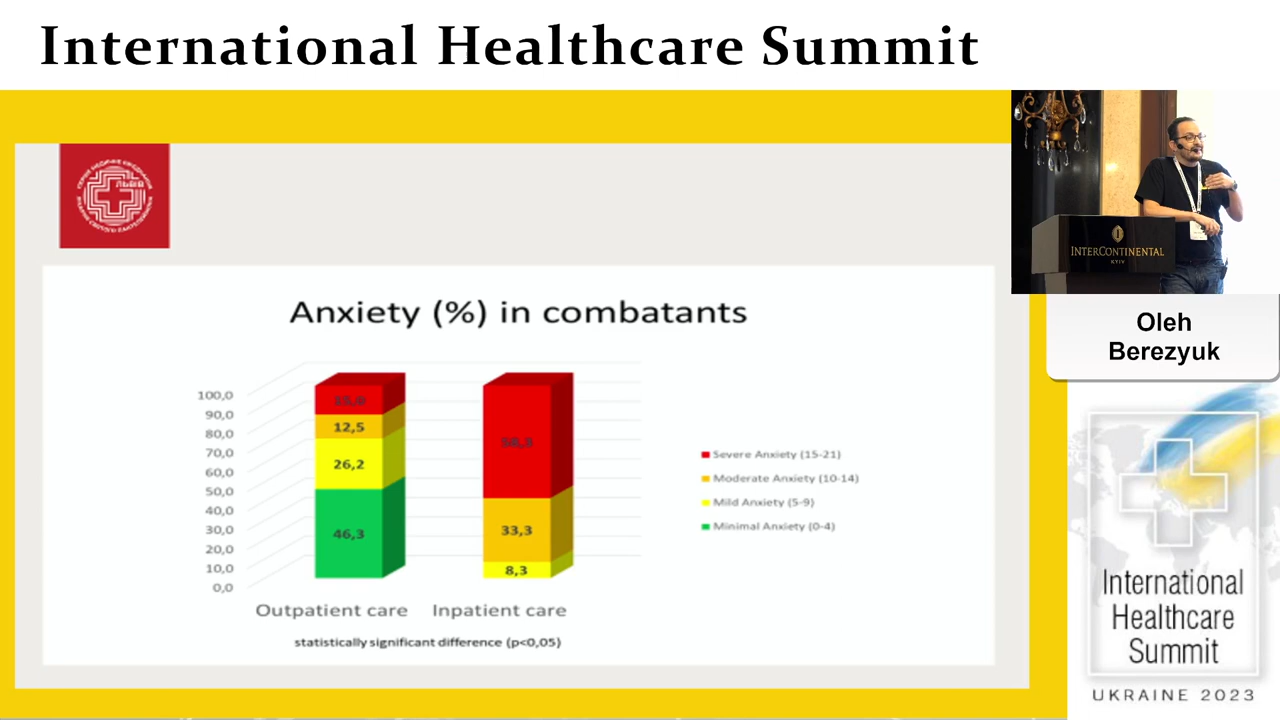 International Healthcare Summit
ЛЬВІВ
INTERCONTINENTAL
KYIV
Oleh
Berezyuk
Anxiety (%) in combatants
100,0
90,0
80,0
70,0
60,0
50,0
40,0
30,0
20,0
10,0
0,0
12,5
26,2
46,3
33,3
8,3
Outpatient care
Inpatient care
statistically significant difference (p<0,05)
Severe Anxiety (15-21)
Moderate Anxiety (10-14)
Mild Anxiety (5-9)
Minimal Anxiety (0-4)
International
Healthcare
Summit
UKRAINE 2023